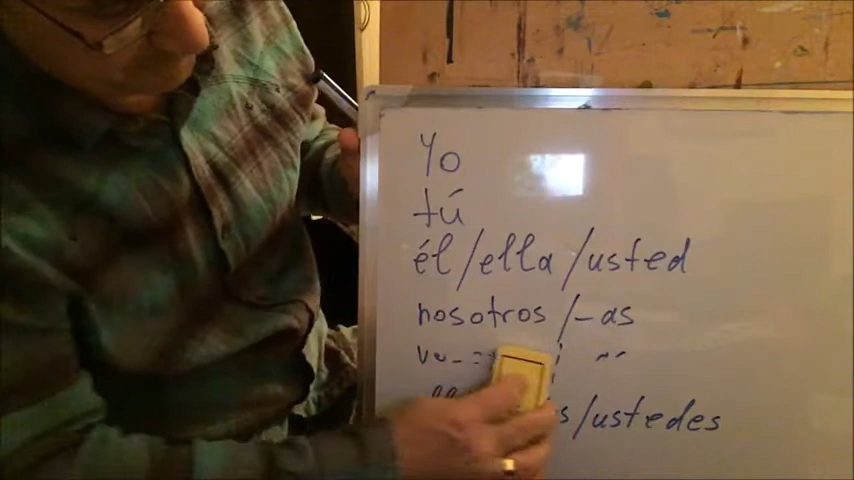 Yo
tú
él/ella/usted
nosotros/-as
/ustedes